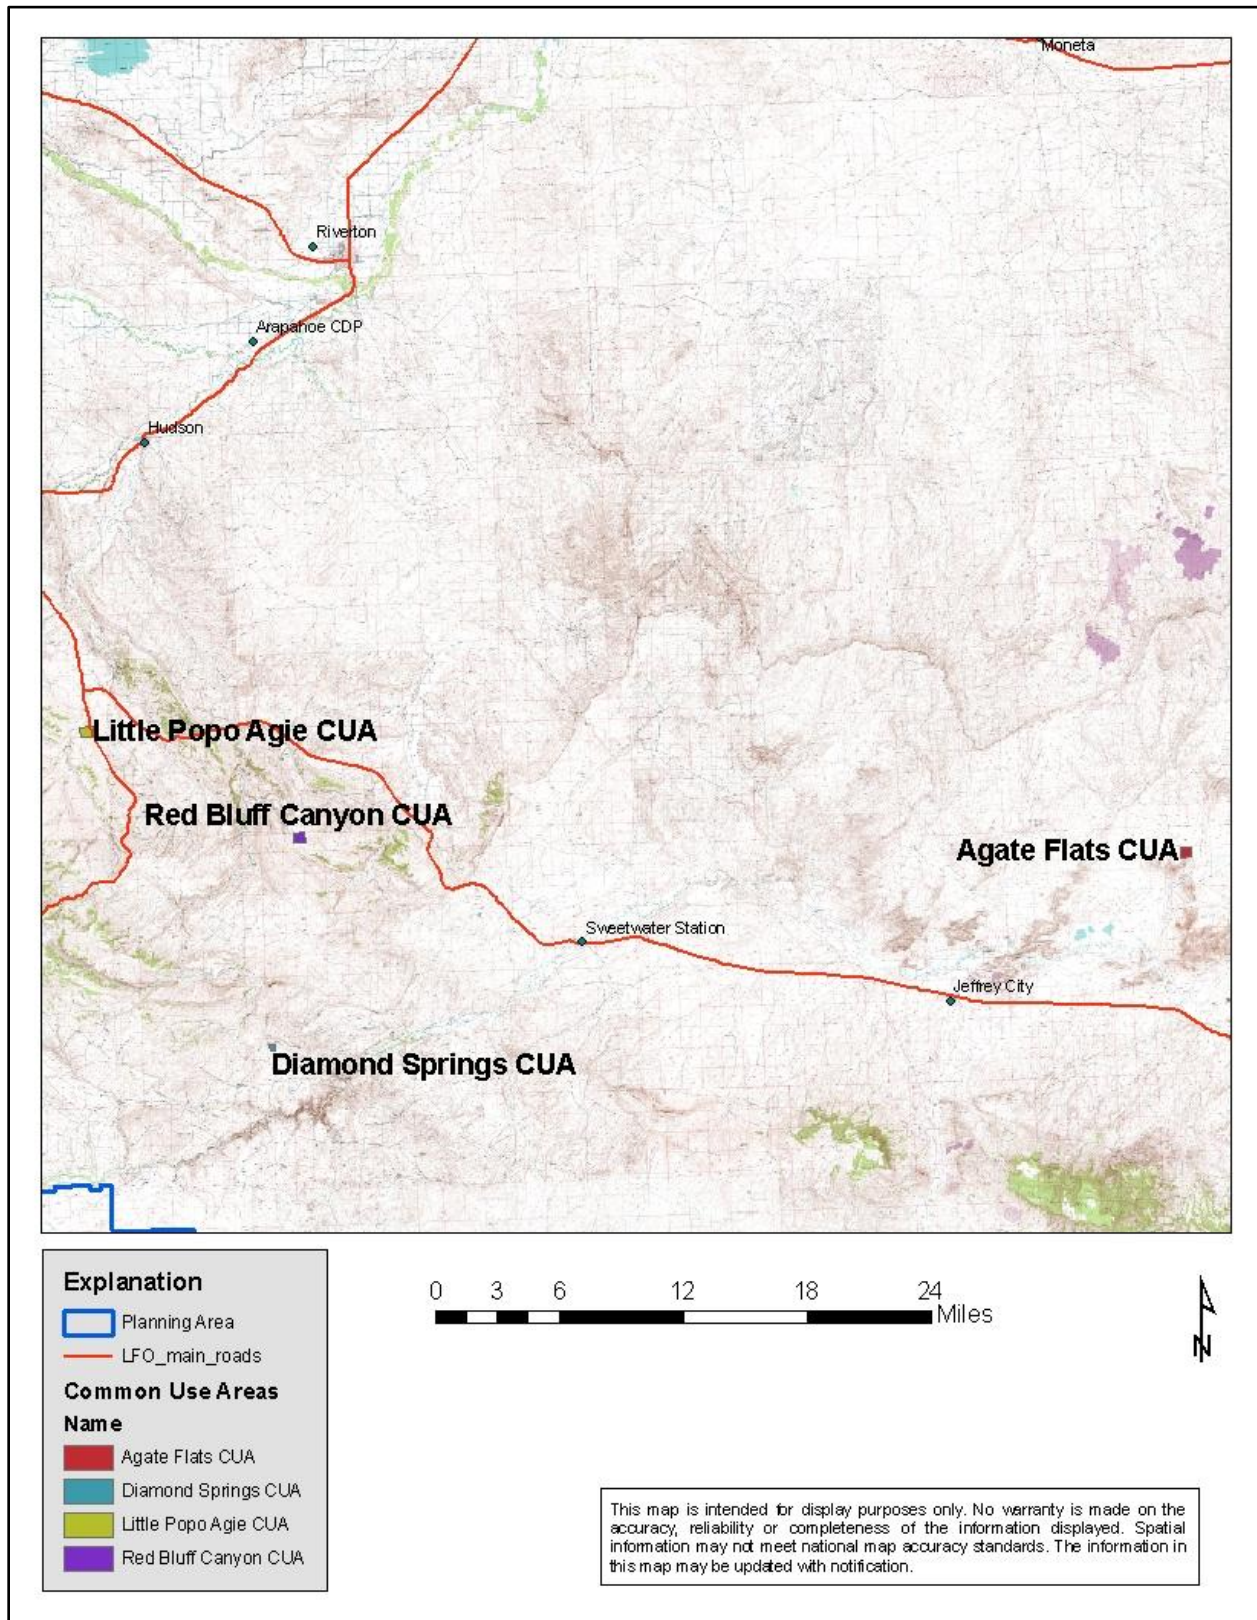 Moneta
Riverton
Arapahoe CDP
Hudson
Little Popo Agie CUA
Red Bluff Canyon CUA
Agate Flats CUA
Sweetwater Station
Jeffrey City
Diamond Springs CUA
Explanation
Planning Area
LFO_main_roads
Common Use Areas
Name
Agate Flats CUA
Diamond Springs CUA
Little Popo Agie CUA
Red Bluff Canyon CUA
0 3 6 12 18 24
Miles
N
This map is intended for display purposes only. No warranty is made on the
accuracy, reliability or completeness of the information displayed. Spatial
information may not meet national map accuracy standards. The information in
this map may be updated with notification.